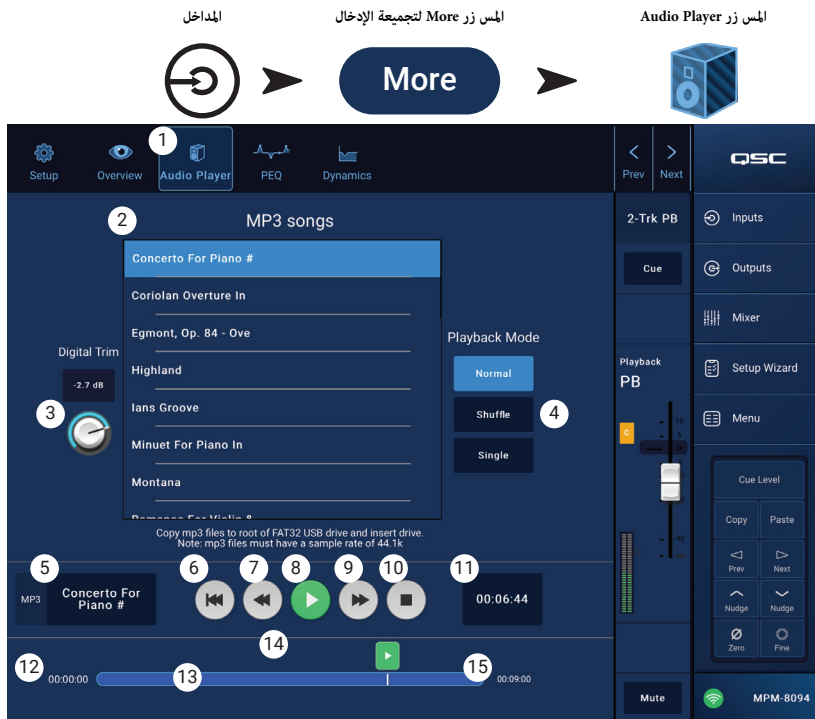 المداخل
المس زر More لتجميعة الإدخال
المس زر Audio Player
More
1
Setup
Overview
Audio Player
PEQ
Dynamics
Prev
Next
QSC
2
MP3 songs
2-Trk PB
Inputs
Concerto For Piano #
Cue
Outputs
Coriolan Overture In
Egmont, Op. 84 - Ove
Mixer
Digital Trim
Playback Mode
Highland
Playback
PB
Setup Wizard
-2.7 dB
Normal
3
Ians Groove
Shuffle
4
Menu
10
5
C
U
Minuet For Piano In
Single
Montana
Cue Level
Romance For Violin &
Copy
Paste
Copy mp3 files to root of FAT32 USB drive and insert drive.
Note: mp3 files must have a sample rate of 44.1k
-40
Prev
Next
5
6
7
8
9
10
11
MP3
Concerto For
Piano #
00:06:44
Nudge
Nudge
Zero
Fine
14
12
00:00:00
13
15
00:09:00
Mute
MPM-8094